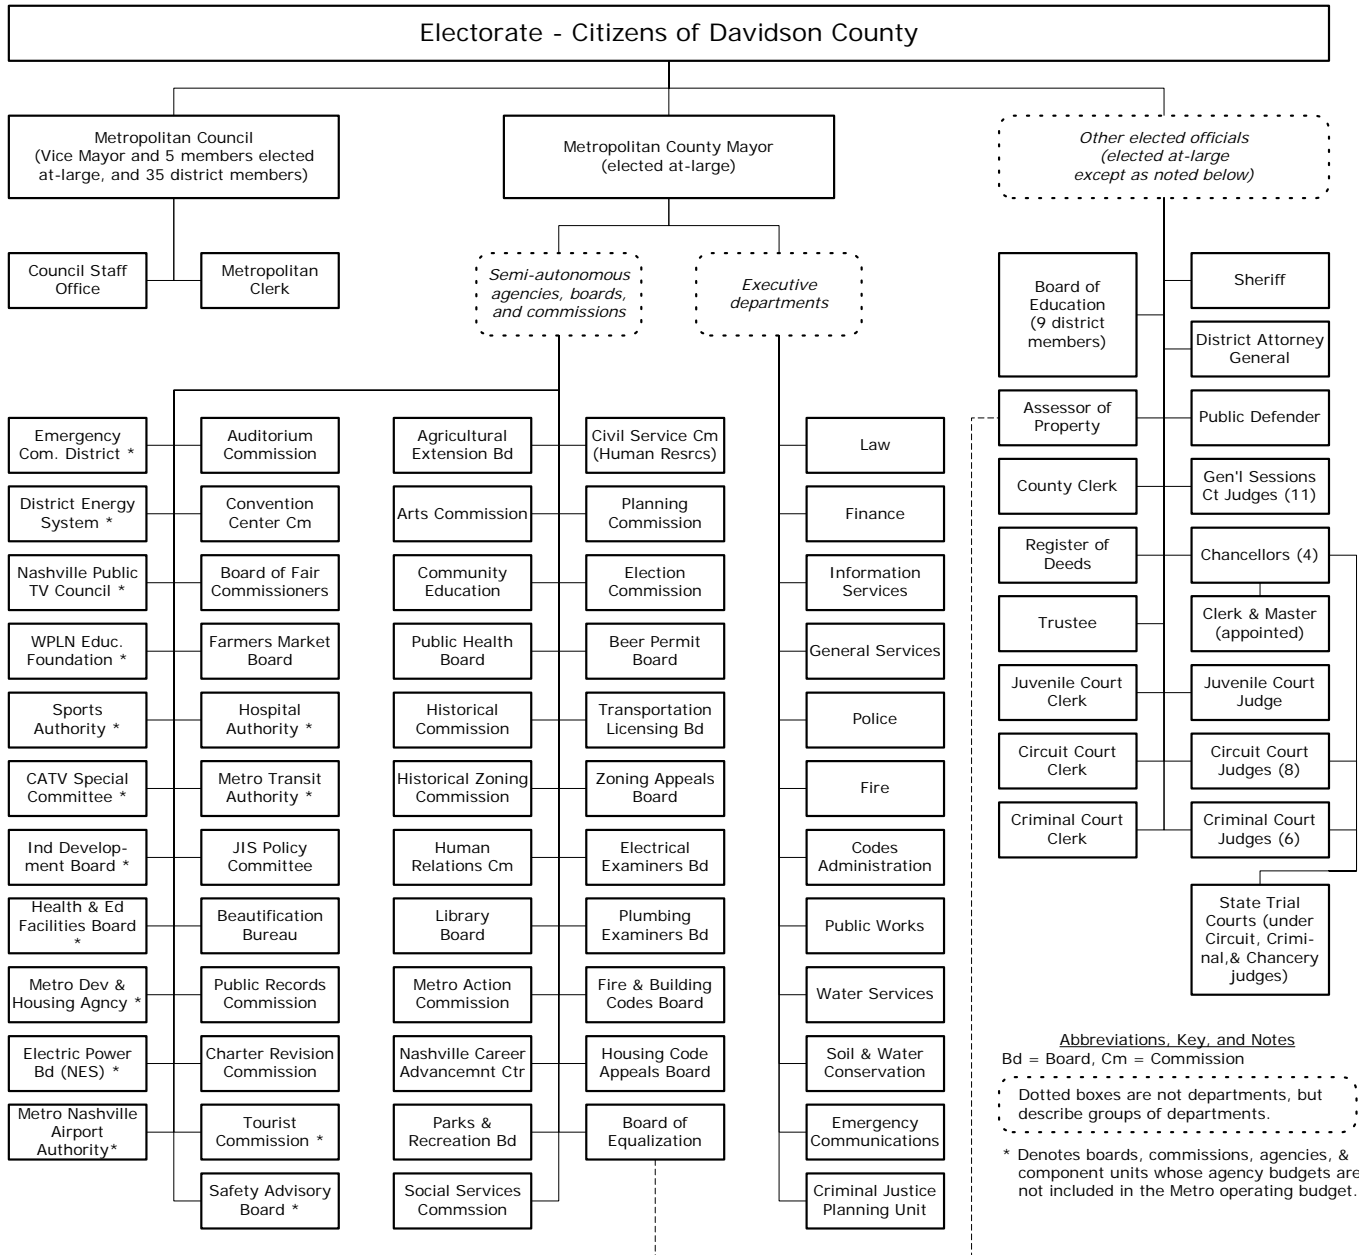 Electorate - Citizens of Davidson County
Metropolitan Council
(Vice Mayor and 5 members elected
at-large, and 35 district members)
Metropolitan County Mayor
(elected at-large)
Other elected officials
(elected at-large
except as noted below)
Council Staff
Office
Metropolitan
Clerk
Semi-autonomous
agencies, boards,
and commissions
Executive
departments
Emergency
Com. District *
District Energy
System *
Nashville Public
TV Council *
WPLN Educ.
Foundation *
Sports
Authority *
CATV Special
Committee *
Ind Develop-
ment Board *
Health & Ed
Facilities Board
*
Metro Dev &
Housing Agncy *
Electric Power
Bd (NES) *
Metro Nashville
Airport
Authority*
Auditorium
Commission
Convention
Center Cm
Board of Fair
Commissioners
Farmers Market
Board
Hospital
Authority *
Metro Transit
Authority *
JIS Policy
Committee
Beautification
Bureau
Public Records
Commission
Charter Revision
Commission
Tourist
Commission *
Safety Advisory
Board *
Agricultural
Extension Bd
Arts Commission
Community
Education
Public Health
Board
Historical
Commission
Historical Zoning
Commission
Human
Relations Cm
Library
Board
Metro Action
Commission
Nashville Career
Advancemnt Ctr
Parks &
Recreation Bd
Social Services
Commssion
Civil Service Cm
(Human Resrcs)
Planning
Commission
Election
Commission
Beer Permit
Board
Transportation
Licensing Bd
Zoning Appeals
Board
Electrical
Examiners Bd
Plumbing
Examiners Bd
Fire & Building
Codes Board
Housing Code
Appeals Board
Board of
Equalization
Law
Finance
Information
Services
General Services
Police
Fire
Codes
Administration
Public Works
Water Services
Soil & Water
Conservation
Emergency
Communications
Criminal Justice
Planning Unit
Board of
Education
(9 district
members)
Assessor of
Property
County Clerk
Register of
Deeds
Trustee
Juvenile Court
Clerk
Circuit Court
Clerk
Criminal Court
Clerk
Sheriff
District Attorney
General
Public Defender
Gen'l Sessions
Ct Judges (11)
Chancellors (4)
Clerk & Master
(appointed)
Juvenile Court
Judge
Circuit Court
Judges (8)
Criminal Court
Judges (6)
State Trial
Courts (under
Circuit, Crimi-
nal,& Chancery
judges)
Abbreviations, Key, and Notes
Bd = Board, Cm = Commission
Dotted boxes are not departments, but
describe groups of departments.
* Denotes boards, commissions, agencies, &
component units whose agency budgets are
not included in the Metro operating budget.